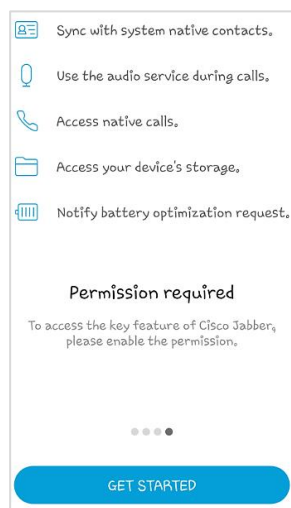 Sync with system native contacts.
Use the audio service during calls.
Access native calls.
Access your device's storage.
Notify battery optimization request.
Permission required
To access the key feature of Cisco Jabber,
please enable the permission.
GET STARTED